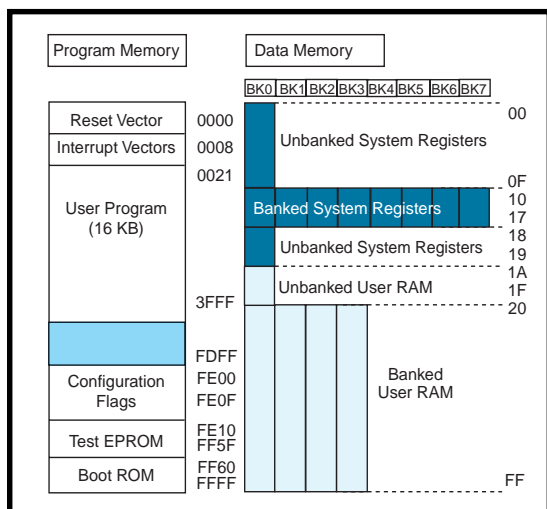 Program Memory
Data Memory
BK0 BK1 BK2 BK3 BK4 BK5 BK6 BK7
Reset Vector
0000
Interrupt Vectors
0008
0021
User Program
(16 KB)
3FFF
FDFF
Configuration
Flags
FE00
FE0F
Test EPROM
FE10
FF5F
Boot ROM
FF60
FFFF
Unbanked System Registers
00
0F
Banked System Registers
10
17
Unbanked System Registers
18
19
Unbanked User RAM
1A
1F
20
Banked
User RAM
FF